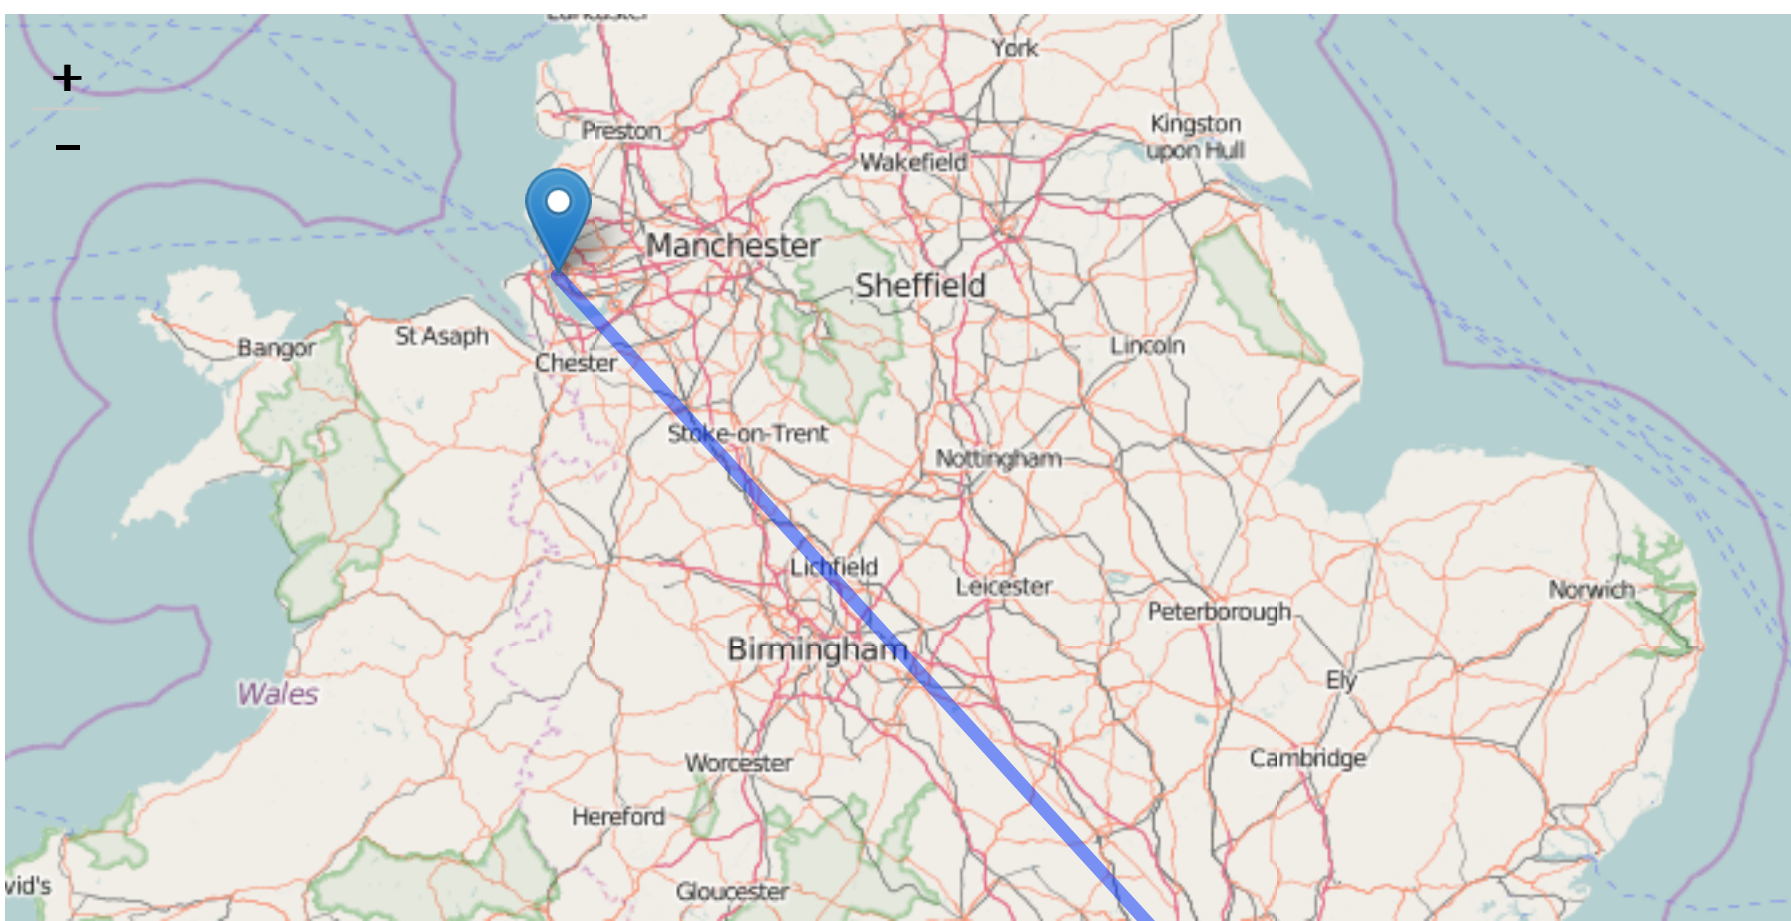 Lancaster
York
+
-
Preston
Kingston
upon Hull
Wakefield
Manchester
Sheffield
Bangor
St Asaph
Chester
Lincoln
Stoke-on-Trent
Nottingham
Lichfield
Leicester
Norwich
Peterborough
Birmingham
Ely
Wales
Worcester
Cambridge
Hereford
vid's
Gloucester